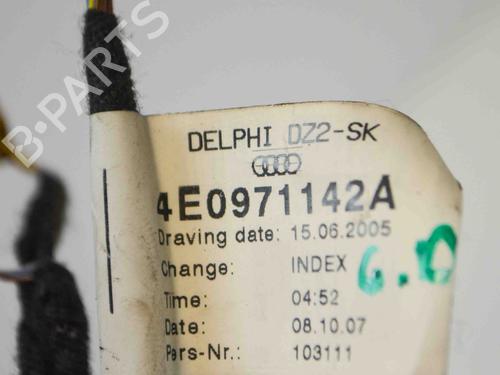 B-PARTS
DELPHI DZ2-SK
4E0971142A
Draving date: 15.06.2005
Change: INDEX
Time: 04:52
Date: 08.10.07
Pers-Nr.: 103111